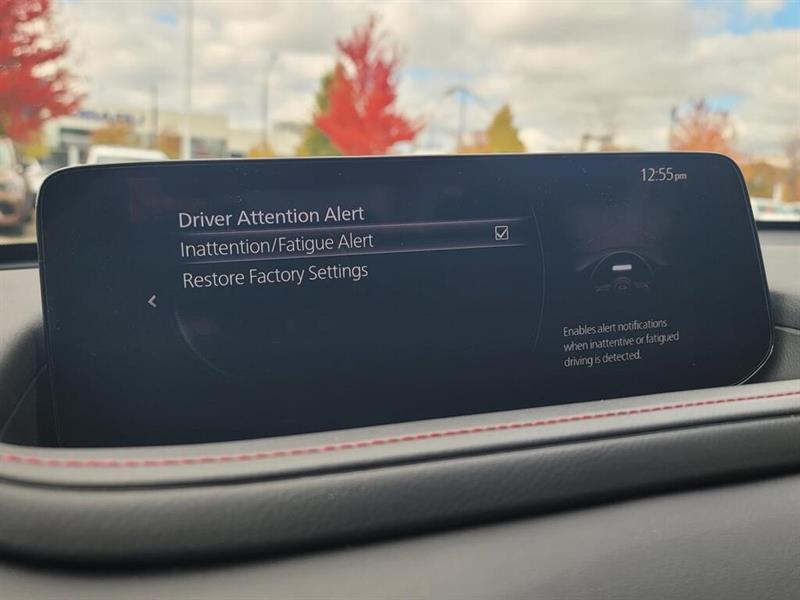 12:55pm
Driver Attention Alert
Inattention/Fatigue Alert
Restore Factory Settings
Enables alert notifications
when inattentive or fatigued
driving is detected.